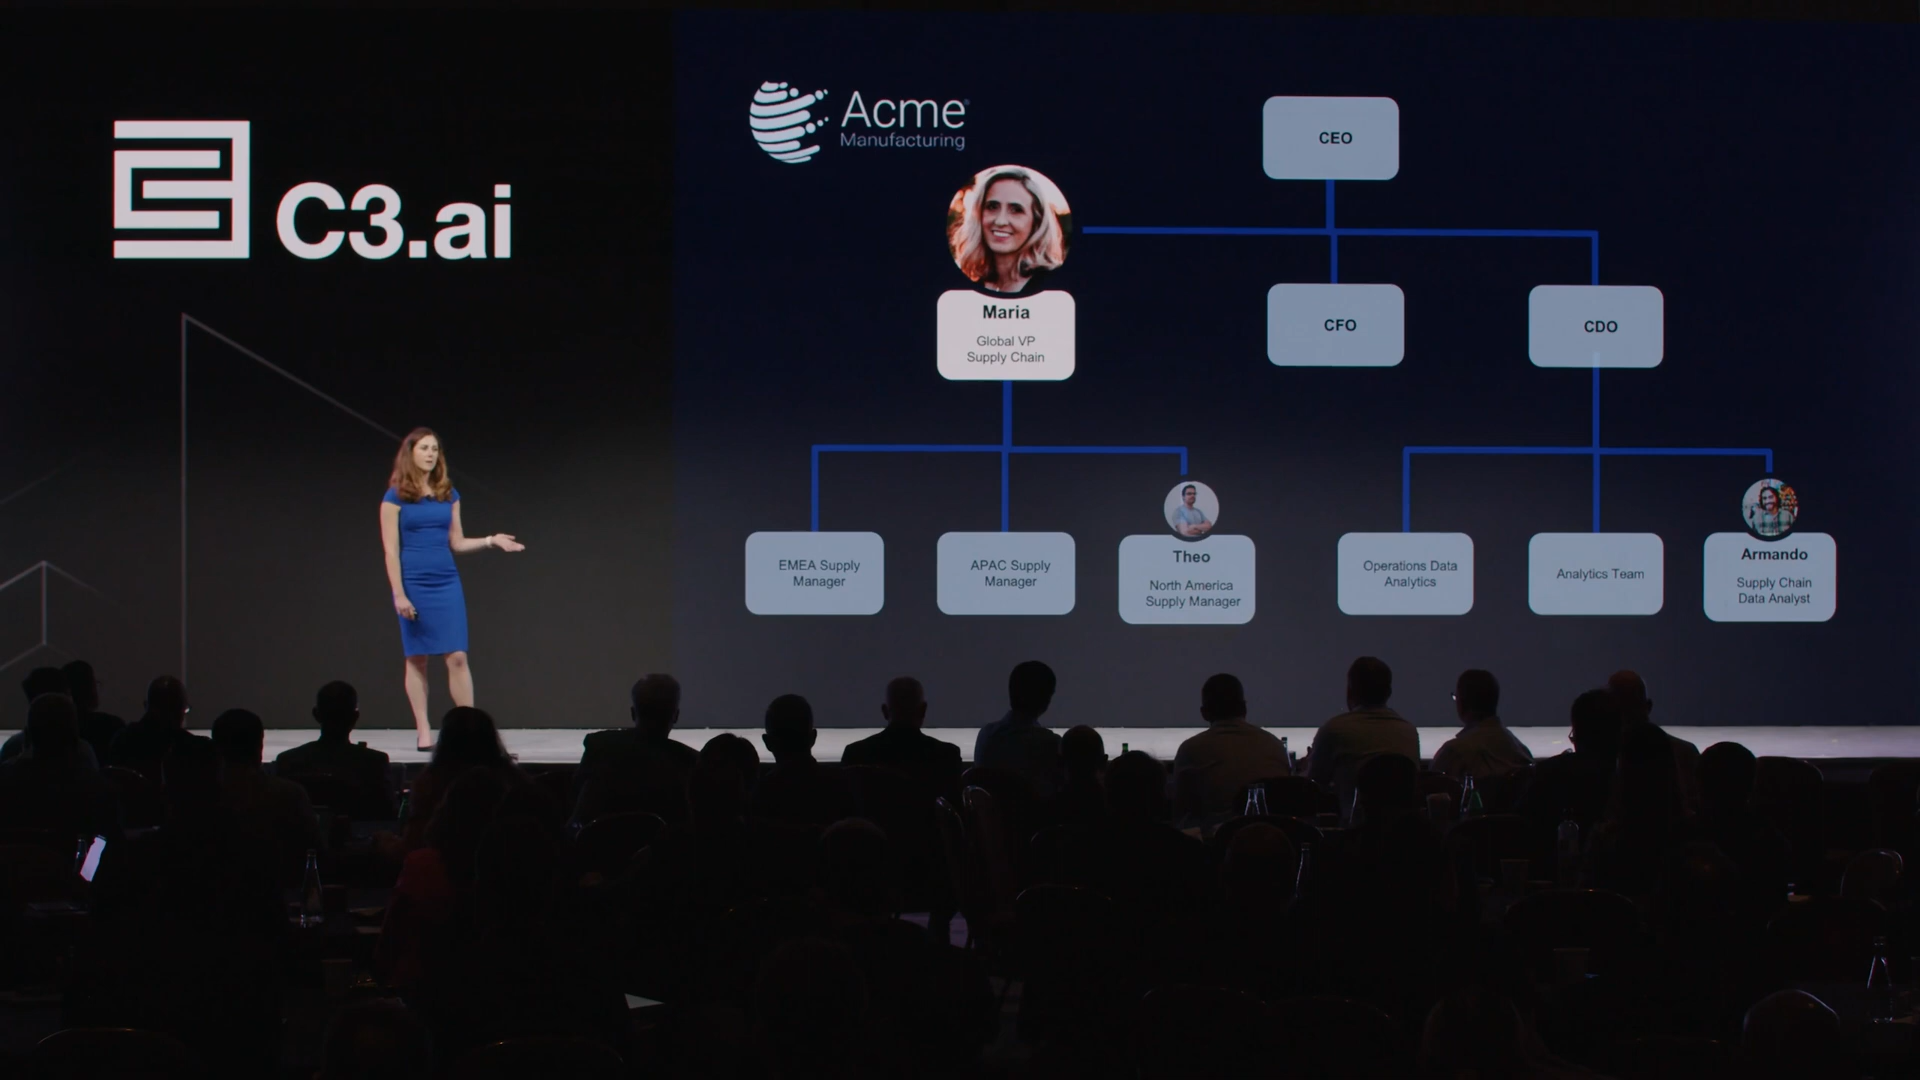 C3.ai
Acme
Manufacturing
CEO
Maria
Global VP
Supply Chain
CFO
CDO
EMEA Supply
Manager
APAC Supply
Manager
Theo
North America
Supply Manager
Operations Data
Analytics
Analytics Team
Armando
Supply Chain
Data Analyst